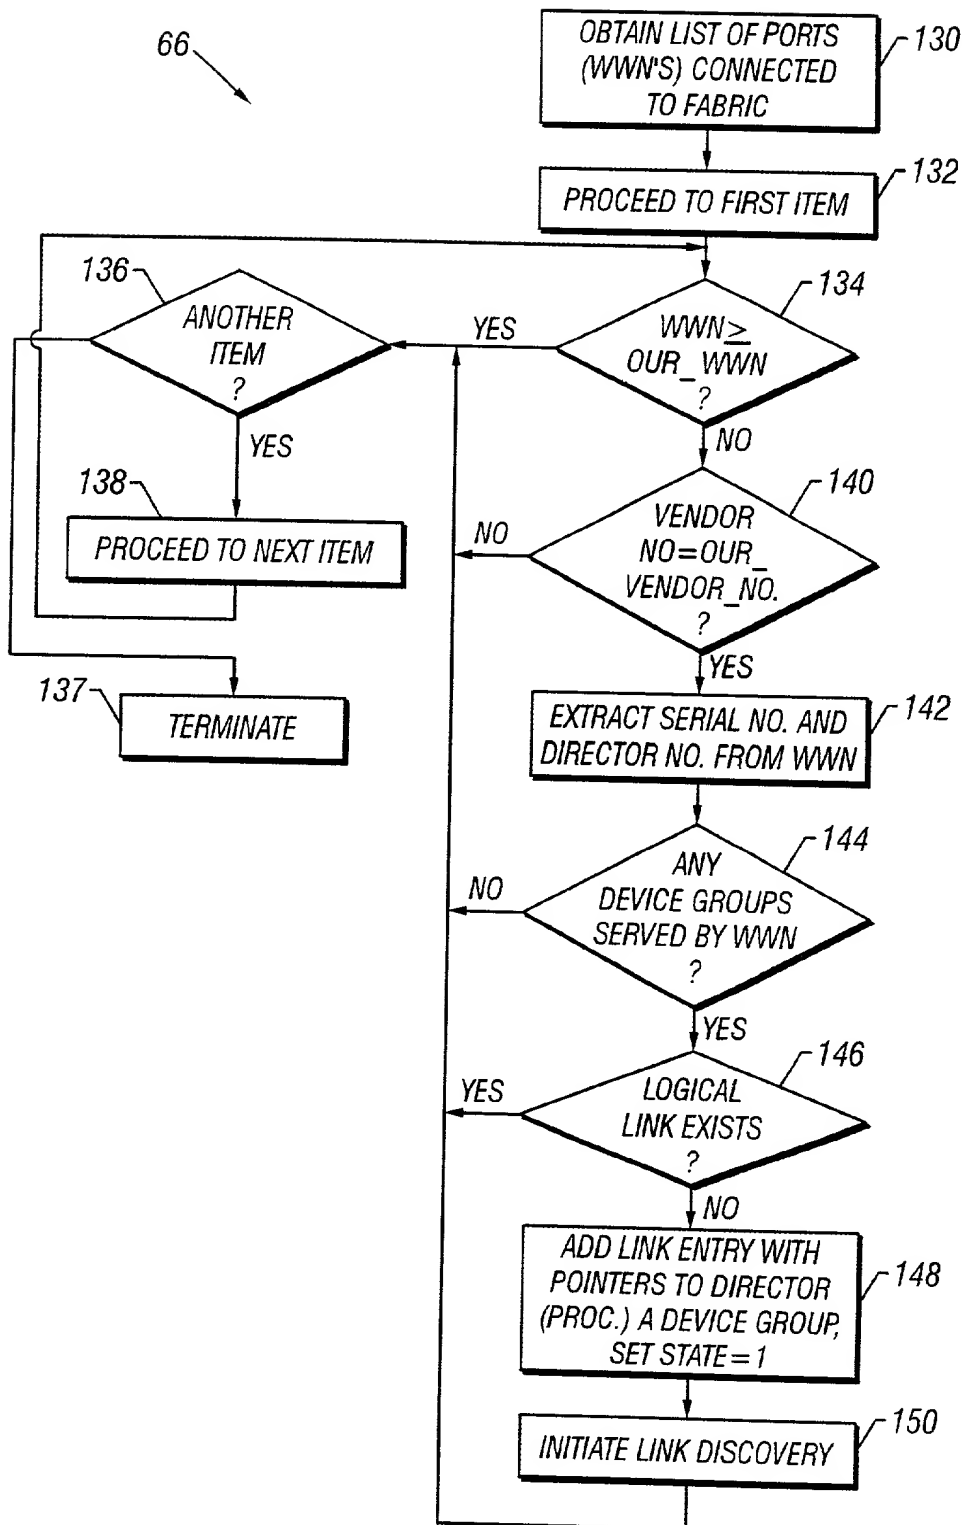 66
OBTAIN LIST OF PORTS
(WWN'S) CONNECTED
TO FABRIC
130
PROCEED TO FIRST ITEM
132
136
ANOTHER
ITEM
?
YES
WWN≥
OUR_WWN
?
134
YES
NO
138
PROCEED TO NEXT ITEM
NO
VENDOR
NO=OUR_
VENDOR_NO.
?
140
YES
137
TERMINATE
EXTRACT SERIAL NO. AND
DIRECTOR NO. FROM WWN
142
NO
ANY
DEVICE GROUPS
SERVED BY WWN
?
144
YES
YES
LOGICAL
LINK EXISTS
?
146
NO
ADD LINK ENTRY WITH
POINTERS TO DIRECTOR
(PROC.) A DEVICE GROUP,
SET STATE=1
148
INITIATE LINK DISCOVERY
150